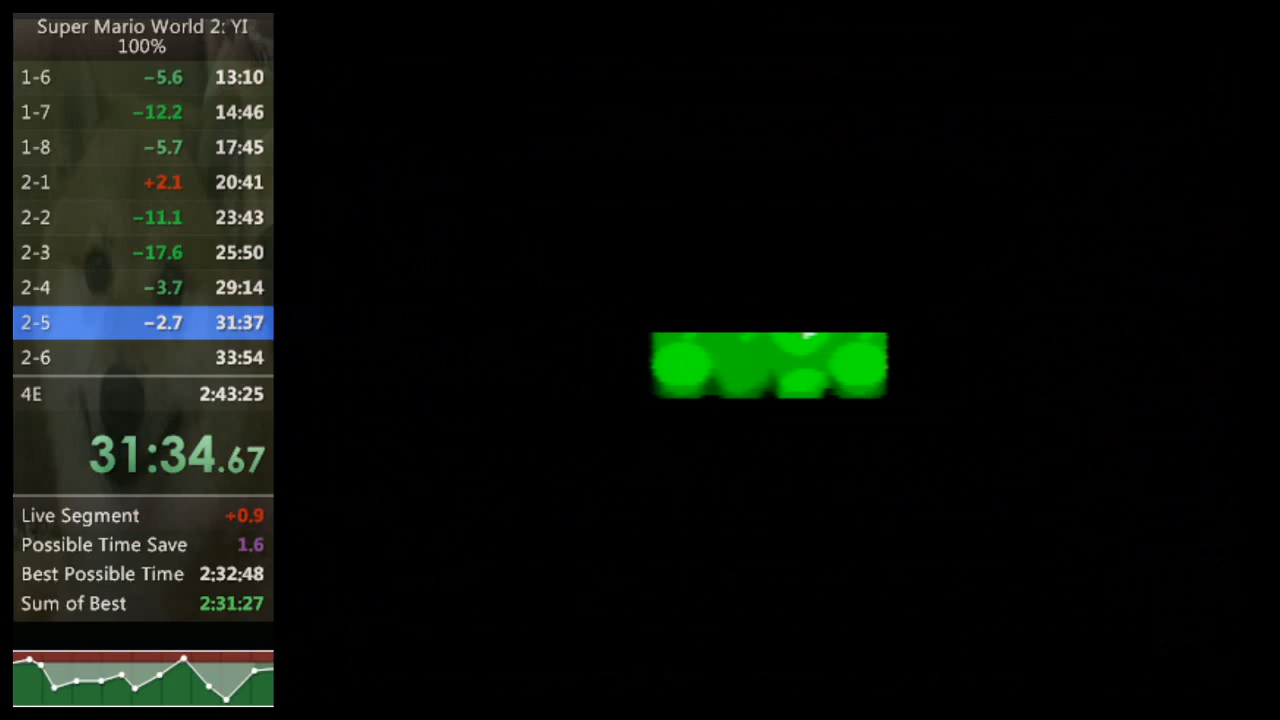 Super Mario World 2: YI
100%
1-6 −5.6 13:10
1-7 −12.2 14:46
1-8 −5.7 17:45
2-1 +2.1 20:41
2-2 −11.1 23:43
2-3 −17.6 25:50
2-4 −3.7 29:14
2-5 −2.7 31:37
2-6 33:54
4E 2:43:25
31:34.67
Live Segment +0.9
Possible Time Save 1.6
Best Possible Time 2:32:48
Sum of Best 2:31:27